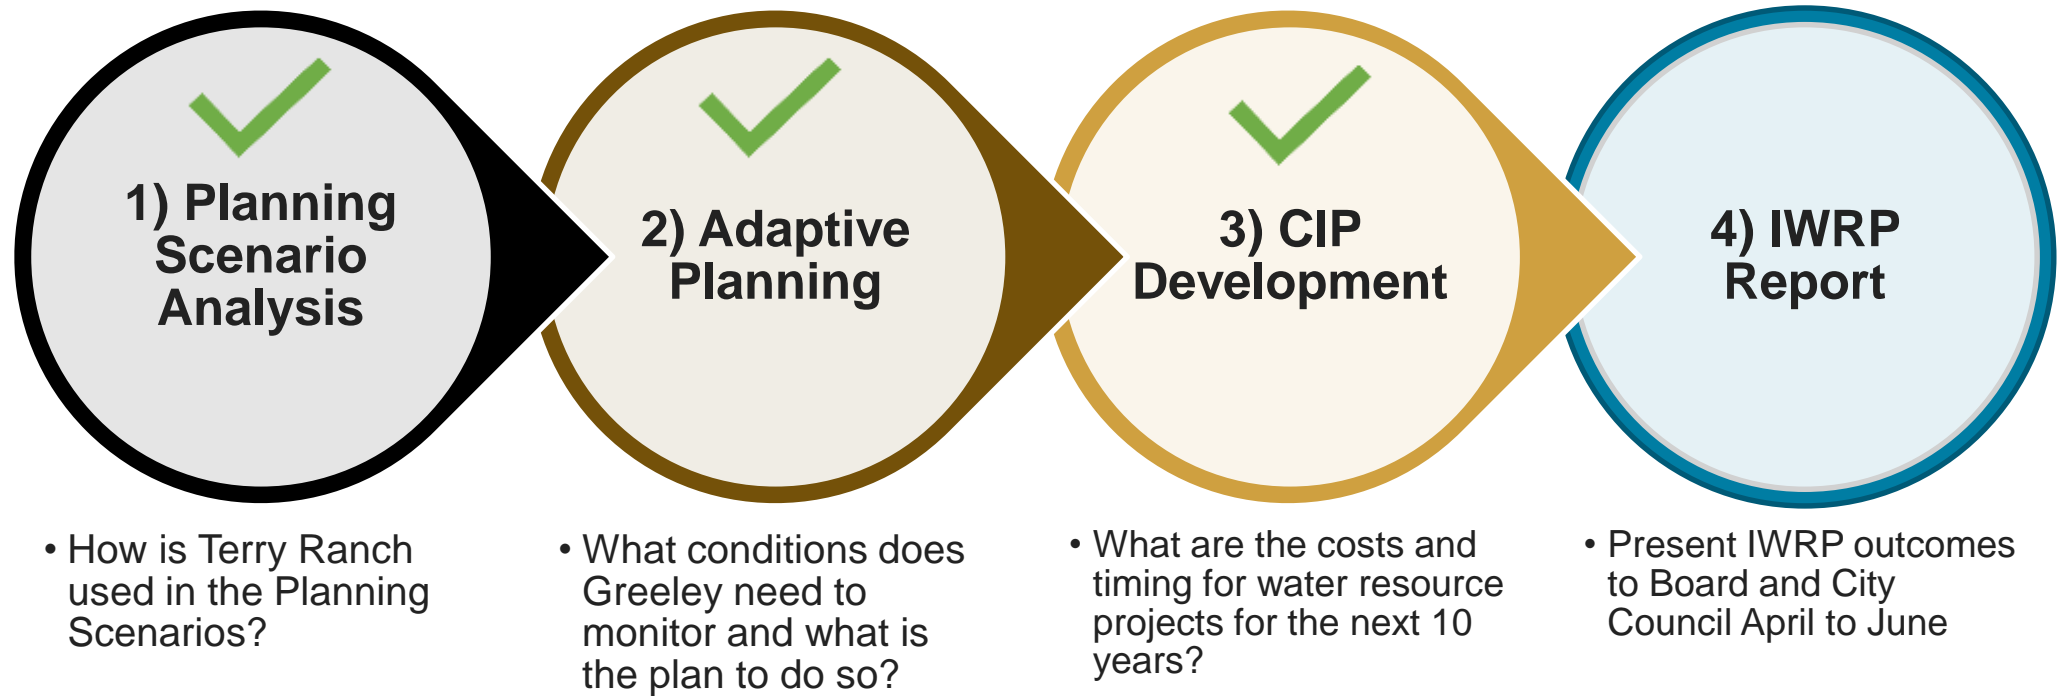 1) Planning
Scenario
Analysis
2) Adaptive
Planning
3) CIP
Development
4) IWRP
Report
• How is Terry Ranch
used in the Planning
Scenarios?
• What conditions does
Greeley need to
monitor and what is
the plan to do so?
• What are the costs and
timing for water resource
projects for the next 10
years?
• Present IWRP outcomes
to Board and City
Council April to June